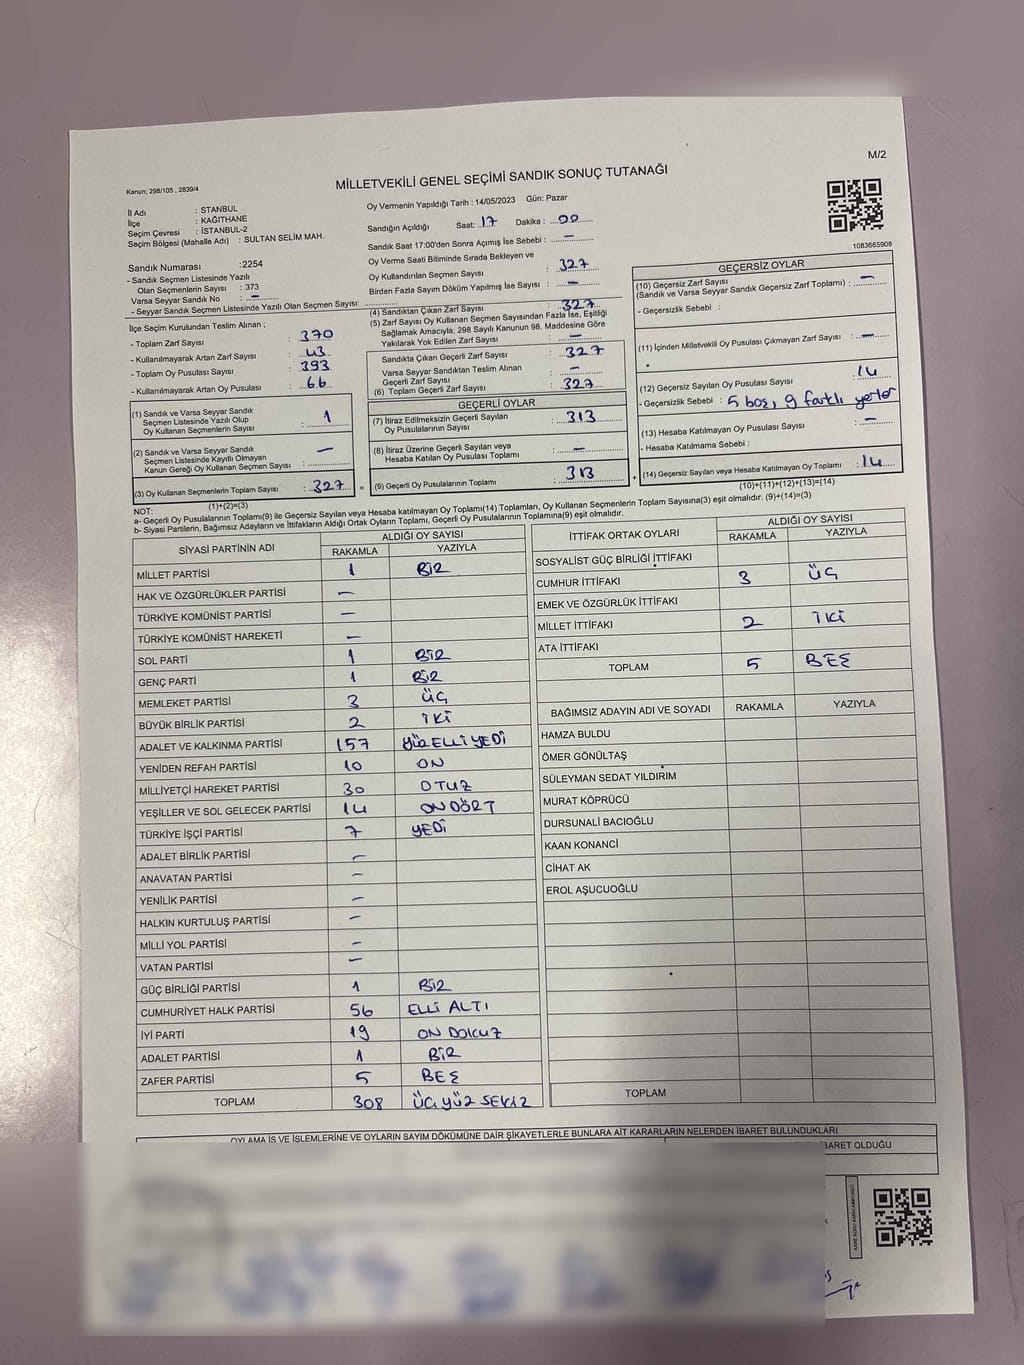 M/2
Kanun; 298/105 , 2839/4
MİLLETVEKİLİ GENEL SEÇİMİ SANDIK SONUÇ TUTANAĞI
İl Adı : STANBUL
İlçe : KAĞITHANE
Seçim Çevresi : İSTANBUL-2
Seçim Bölgesi (Mahalle Adı) : SULTAN SELİM MAH.
Sandık Numarası :2254
- Sandık Seçmen Listesinde Yazılı
Olan Seçmenlerin Sayısı : 373
Varsa Seyyar Sandık No : –
- Seyyar Sandık Seçmen Listesinde Yazılı Olan Seçmen Sayısı:
İlçe Seçim Kurulundan Teslim Alınan ;
- Toplam Zarf Sayısı : 370
- Kullanılmayarak Artan Zarf Sayısı : 43
- Toplam Oy Pusulası Sayısı : 393
- Kullanılmayarak Artan Oy Pusulası : 66
(1) Sandık ve Varsa Seyyar Sandık
Seçmen Listesinde Yazılı Olup
Oy Kullanan Seçmenlerin Sayısı : 1
(2) Sandık ve Varsa Seyyar Sandık
Seçmen Listesinde Kayıtlı Olmayan
Kanun Gereği Oy Kullanan Seçmen Sayısı : –
(3) Oy Kullanan Seçmenlerin Toplam Sayısı : 327
(1)+(2)=(3)
Oy Vermenin Yapıldığı Tarih : 14/05/2023 Gün: Pazar
Sandığın Açıldığı Saat: 17 Dakika : 00
Sandık Saat 17:00'den Sonra Açımış İse Sebebi : –
Oy Verme Saati Bitiminde Sırada Bekleyen ve
Oy Kullandırılan Seçmen Sayısı : 327
Birden Fazla Sayım Döküm Yapılmış İse Sayısı : –
(4) Sandıktan Çıkan Zarf Sayısı : 327
(5) Zarf Sayısı Oy Kullanan Seçmen Sayısından Fazla İse, Eşitliği
Sağlamak Amacıyla; 298 Sayılı Kanunun 98. Maddesine Göre
Yakılarak Yok Edilen Zarf Sayısı : –
Sandıkta Çıkan Geçerli Zarf Sayısı : 327
Varsa Seyyar Sandıktan Teslim Alınan
Geçerli Zarf Sayısı : –
(6) Toplam Geçerli Zarf Sayısı : 327
GEÇERLİ OYLAR
(7) İtiraz Edilmeksizin Geçerli Sayılan
Oy Pusulalarının Sayısı : 313
(8) İtiraz Üzerine Geçerli Sayılan veya
Hesaba Katılan Oy Pusulası Toplamı : –
= (9) Geçerli Oy Pusulalarının Toplamı : 313 +
1083665908
GEÇERSİZ OYLAR
(10) Geçersiz Zarf Sayısı
(Sandık ve Varsa Seyyar Sandık Geçersiz Zarf Toplamı) : –
- Geçersizlik Sebebi :
(11) İçinden Milletvekili Oy Pusulası Çıkmayan Zarf Sayısı : –
(12) Geçersiz Sayılan Oy Pusulası Sayısı : 14
- Geçersizlik Sebebi : 5 boş, 9 farklı yerler
(13) Hesaba Katılmayan Oy Pusulası Sayısı : –
- Hesaba Katılmama Sebebi :
(14) Geçersiz Sayılan veya Hesaba Katılmayan Oy Toplamı : 14
(10)+(11)+(12)+(13)=(14)
NOT:
a- Geçerli Oy Pusulalarının Toplamı(9) ile Geçersiz Sayılan veya Hesaba katılmayan Oy Toplamı(14) Toplamları, Oy Kullanan Seçmenlerin Toplam Sayısına(3) eşit olmalıdır. (9)+(14)=(3)
b- Siyasi Partilerin, Bağımsız Adayların ve İttifakların Aldığı Ortak Oyların Toplamı, Geçerli Oy Pusulalarının Toplamına(9) eşit olmalıdır.
SİYASİ PARTİNİN ADI ALDIĞI OY SAYISI
RAKAMLA YAZIYLA
MİLLET PARTİSİ 1 BİR
HAK VE ÖZGÜRLÜKLER PARTİSİ –
TÜRKİYE KOMÜNİST PARTİSİ –
TÜRKİYE KOMÜNİST HAREKETİ –
SOL PARTİ 1 BİR
GENÇ PARTİ 1 BİR
MEMLEKET PARTİSİ 3 ÜÇ
BÜYÜK BİRLİK PARTİSİ 2 İKİ
ADALET VE KALKINMA PARTİSİ 157 YÜZ ELLİ YEDİ
YENİDEN REFAH PARTİSİ 10 ON
MİLLİYETÇİ HAREKET PARTİSİ 30 OTUZ
YEŞİLLER VE SOL GELECEK PARTİSİ 14 ON DÖRT
TÜRKİYE İŞÇİ PARTİSİ 7 YEDİ
ADALET BİRLİK PARTİSİ –
ANAVATAN PARTİSİ –
YENİLİK PARTİSİ –
HALKIN KURTULUŞ PARTİSİ –
MİLLİ YOL PARTİSİ –
VATAN PARTİSİ –
GÜÇ BİRLİĞİ PARTİSİ 1 BİR
CUMHURİYET HALK PARTİSİ 56 ELLİ ALTI
İYİ PARTİ 19 ON DOKUZ
ADALET PARTİSİ 1 BİR
ZAFER PARTİSİ 5 BEŞ
TOPLAM 308 ÜÇ YÜZ SEKİZ
İTTİFAK ORTAK OYLARI ALDIĞI OY SAYISI
RAKAMLA YAZIYLA
SOSYALİST GÜÇ BİRLİĞİ İTTİFAKI
CUMHUR İTTİFAKI 3 ÜÇ
EMEK VE ÖZGÜRLÜK İTTİFAKI
MİLLET İTTİFAKI 2 İKİ
ATA İTTİFAKI
TOPLAM 5 BEŞ
BAĞIMSIZ ADAYIN ADI VE SOYADI RAKAMLA YAZIYLA
HAMZA BULDU
ÖMER GÖNÜLTAŞ
SÜLEYMAN SEDAT YILDIRIM
MURAT KÖPRÜCÜ
DURSUNALİ BACIOĞLU
KAAN KONANCİ
CİHAT AK
EROL AŞUCUOĞLU
TOPLAM
OYLAMA İŞ VE İŞLEMLERİNE VE OYLARIN SAYIM DÖKÜMÜNE DAİR ŞİKAYETLERLE BUNLARA AİT KARARLARIN NELERDEN İBARET BULUNDUKLARI
İBARET OLDUĞU